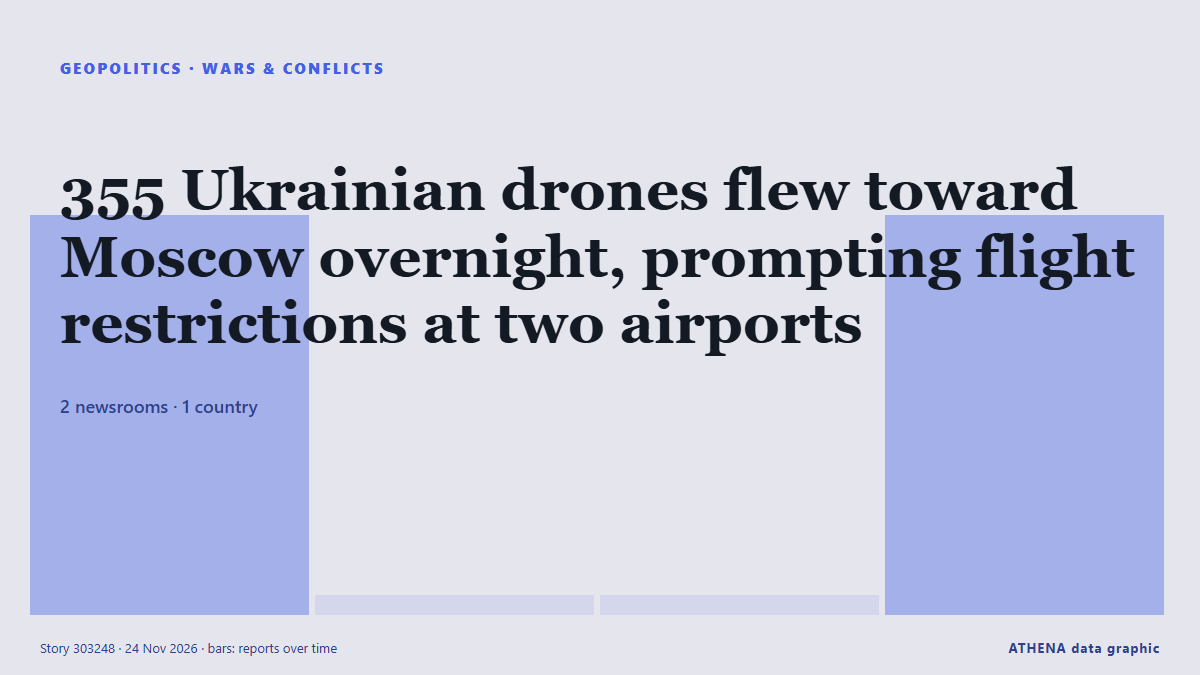 GEOPOLITICS · WARS & CONFLICTS
355 Ukrainian drones flew toward
Moscow overnight, prompting flight
restrictions at two airports
2 newsrooms · 1 country
Story 303248 · 24 Nov 2026 · bars: reports over time
ATHENA data graphic